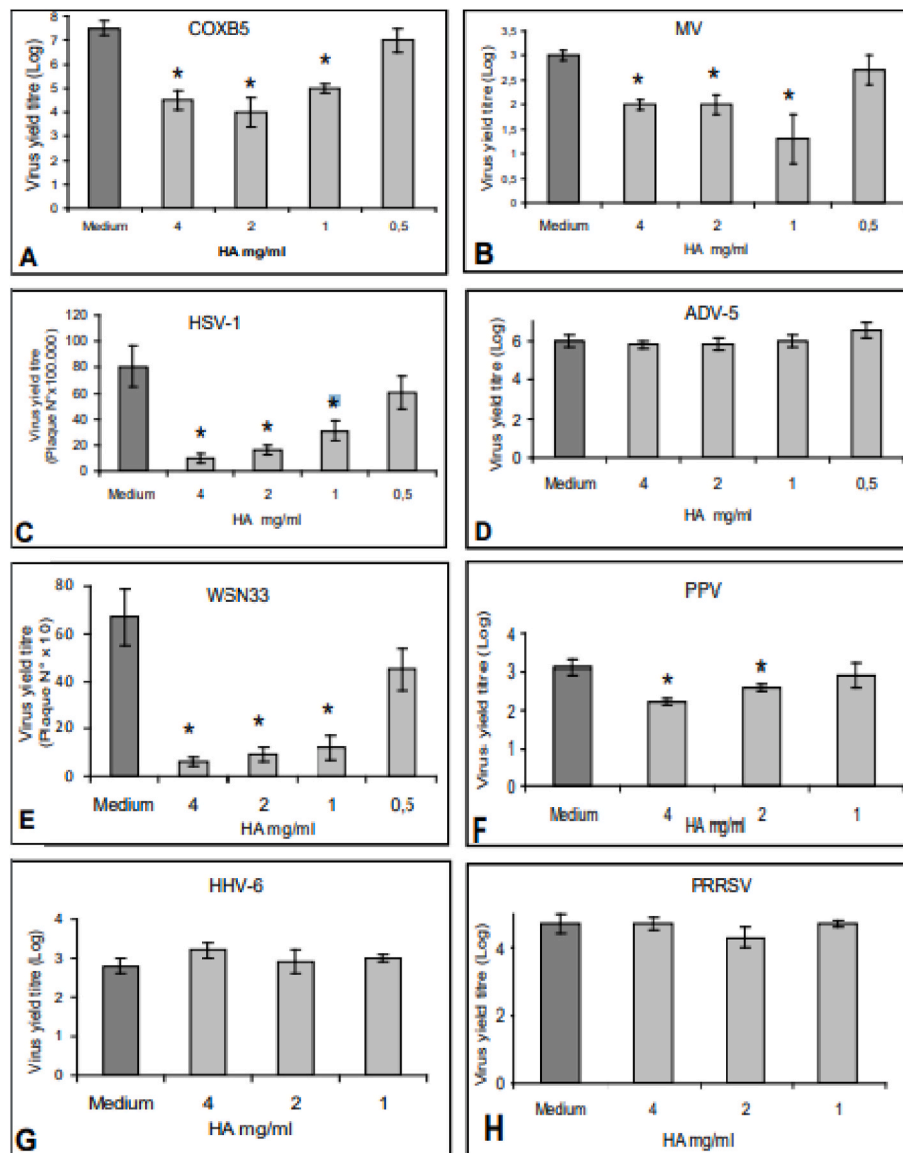 COXB5
Virus yield titre (Log)
8
7
6
5
4
3
2
1
0
*
*
*
Medium 4 2 1 0,5
HA mg/ml
A
MV
Virus yield titre (Log)
3,5
3
2,5
2
1,5
1
0,5
0
*
*
*
Medium 4 2 1 0,5
HA mg/ml
B
HSV-1
Virus yield titre
(Plaque N°x100.000)
120
100
80
60
40
20
0
*
*
*
Medium 4 2 1 0,5
HA mg/ml
C
ADV-5
Virus yield titre (Log)
6
4
2
0
Medium 4 2 1 0,5
HA mg/ml
D
WSN33
Virus yield titre
(Plaque N° x 10)
80
60
40
20
0
*
*
*
Medium 4 2 1 0,5
HA mg/ml
E
PPV
Virus- yield titre (Log)
4
3
2
1
0
*
*
Medium 4 2 1
HA mg/ml
F
HHV-6
Virus yield titre (Log)
4
3
2
1
0
Medium 4 2 1
HA mg/ml
G
PRRSV
Virus yield titre (Log)
4
2
0
Medium 4 2 1
HA mg/ml
H